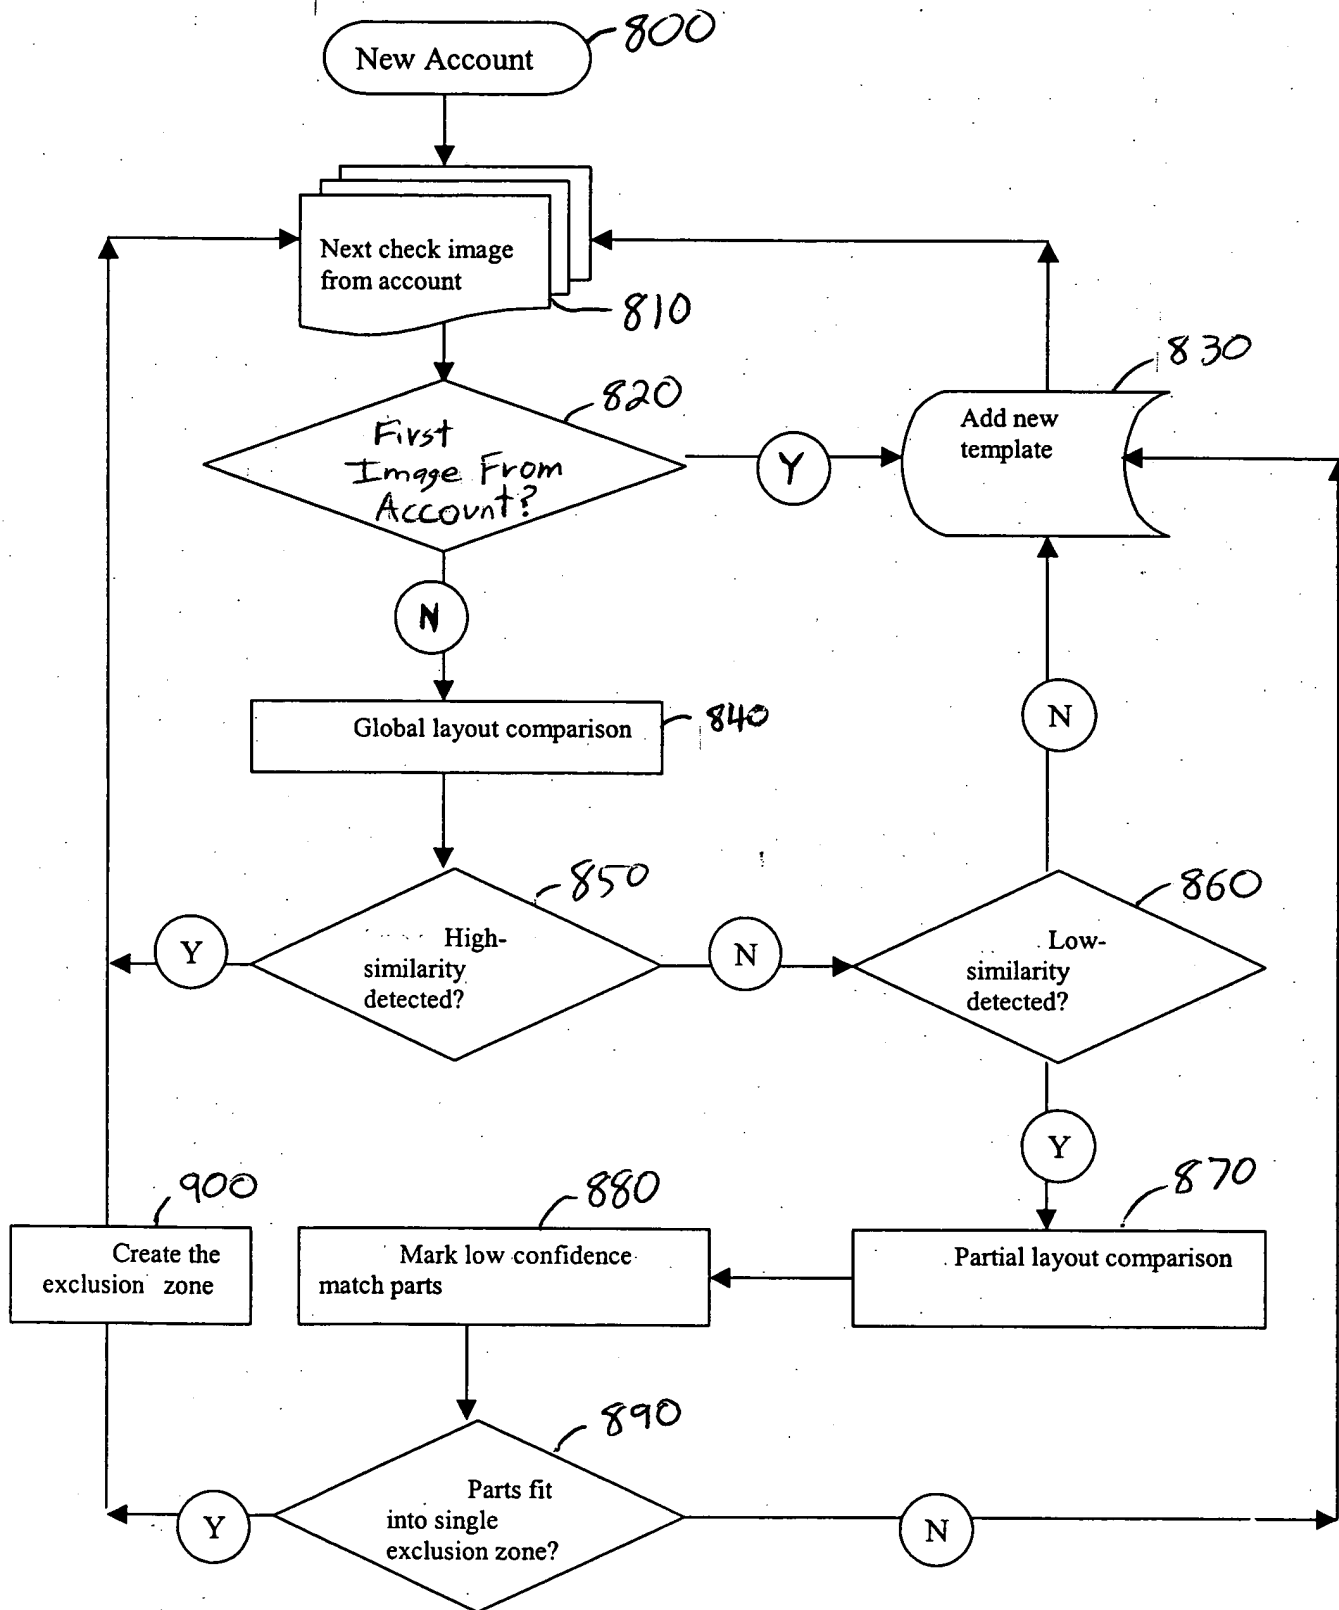 New Account
800
Next check image
from account
810
First
Image From
Account?
820
Y
Add new
template
830
N
Global layout comparison
840
N
High-
similarity
detected?
850
Y
N
Low-
similarity
detected?
860
Y
Create the
exclusion zone
900
Mark low confidence
match parts
880
Partial layout comparison
870
Parts fit
into single
exclusion zone?
890
Y
N